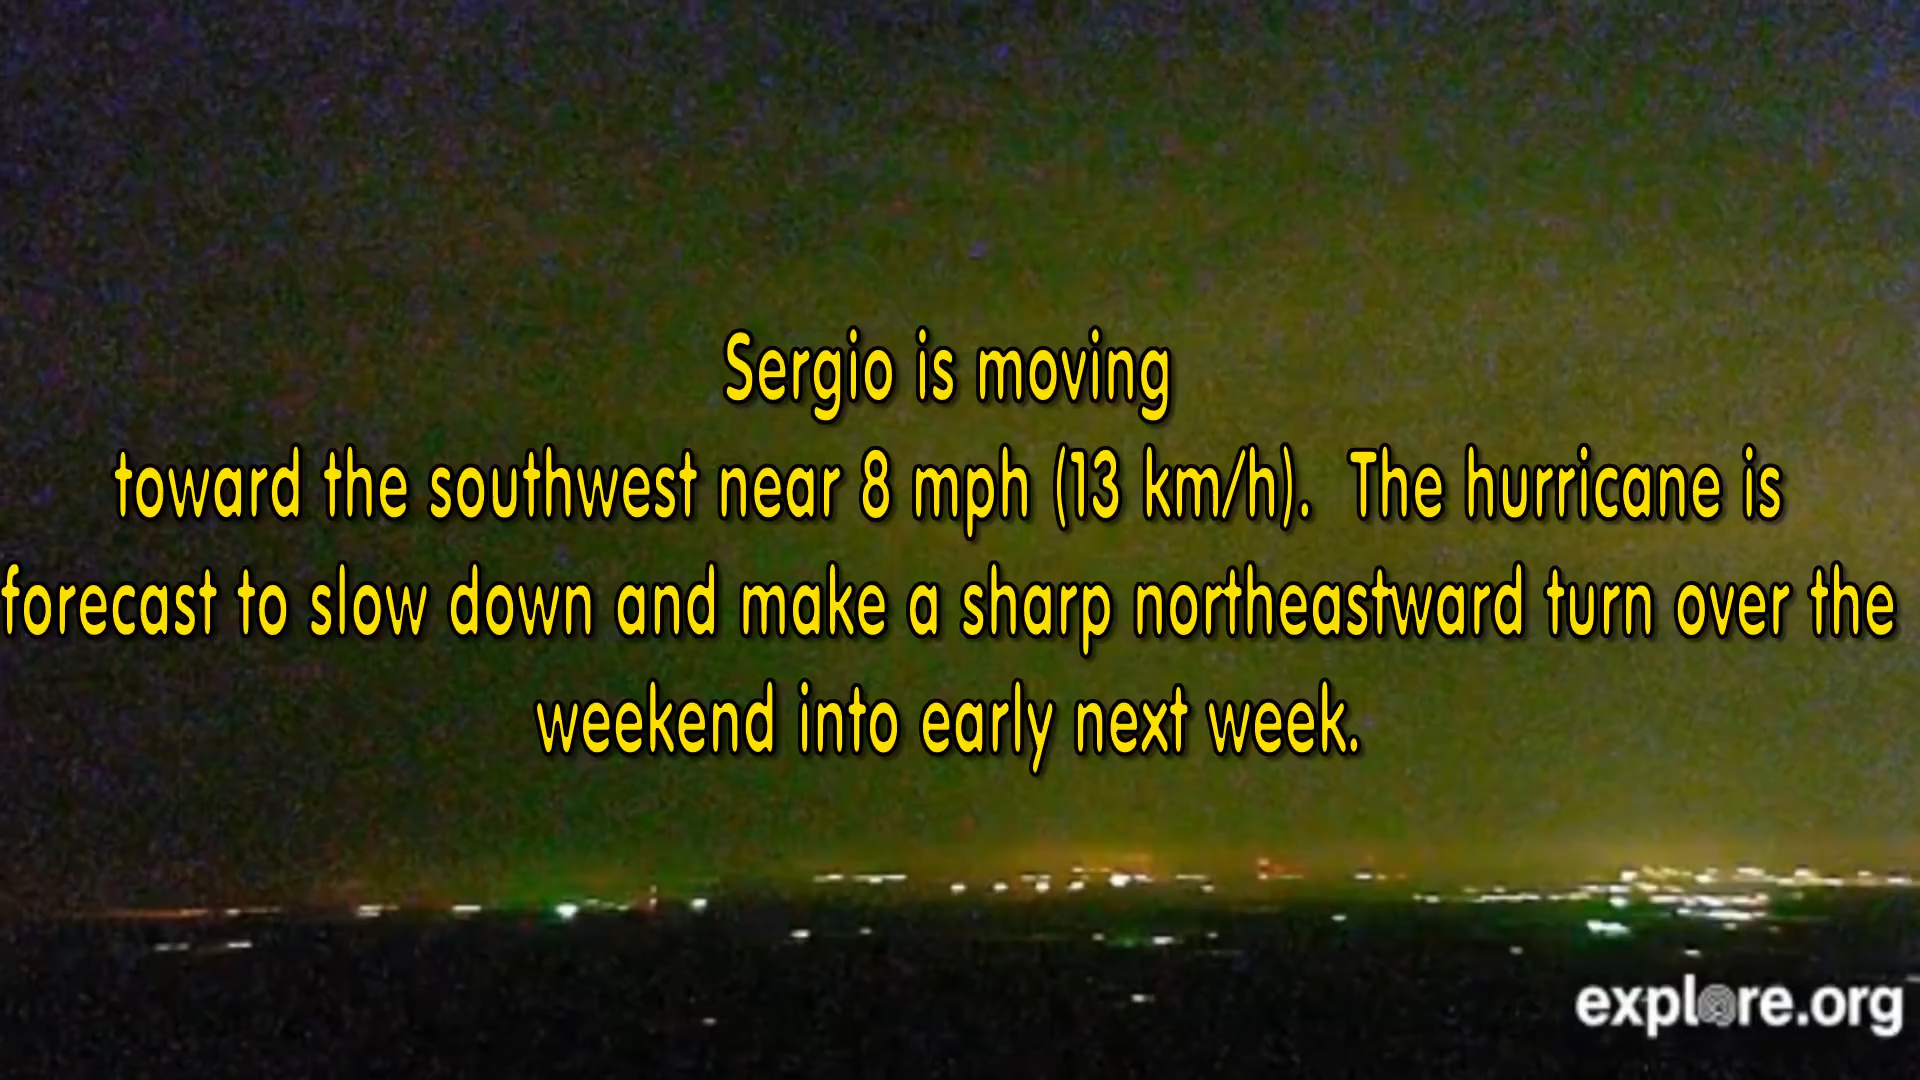 Sergio is moving
toward the southwest near 8 mph (13 km/h).  The hurricane is
forecast to slow down and make a sharp northeastward turn over the
weekend into early next week.
explore.org